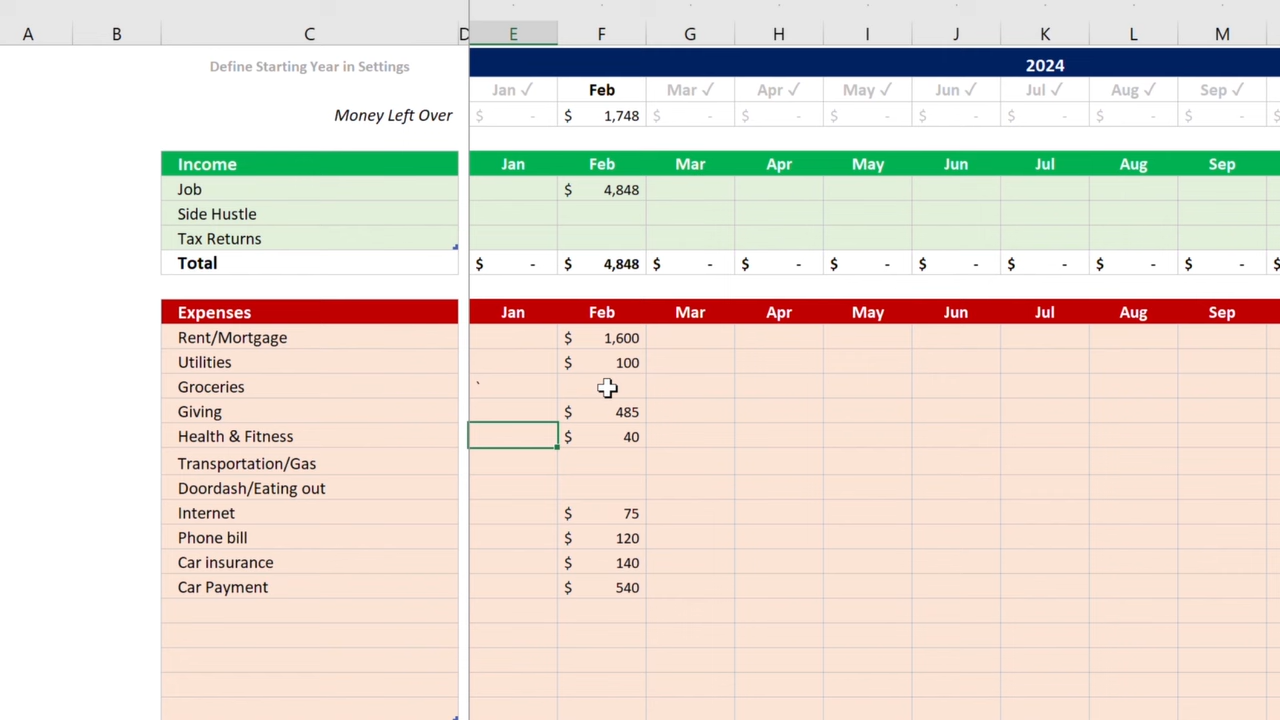 A B C D E F G H I J K L M
Define Starting Year in Settings 2024
Jan ✓ Feb Mar ✓ Apr ✓ May ✓ Jun ✓ Jul ✓ Aug ✓ Sep ✓
Money Left Over $ - $ 1,748 $ - $ - $ - $ - $ - $ - $ - $
Income Jan Feb Mar Apr May Jun Jul Aug Sep
Job $ 4,848
Side Hustle
Tax Returns
Total $ - $ 4,848 $ - $ - $ - $ - $ - $ - $ - $
Expenses Jan Feb Mar Apr May Jun Jul Aug Sep
Rent/Mortgage $ 1,600
Utilities $ 100
Groceries `
Giving $ 485
Health & Fitness $ 40
Transportation/Gas
Doordash/Eating out
Internet $ 75
Phone bill $ 120
Car insurance $ 140
Car Payment $ 540